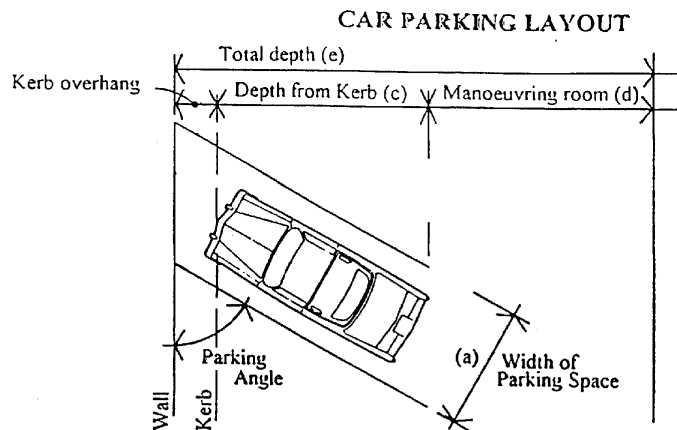 CAR PARKING LAYOUT
Total depth (e)
Kerb overhang
Depth from Kerb (c)
Manoeuvring room (d)
Parking
Angle
(a)
Width of
Parking Space
Wall
Kerb